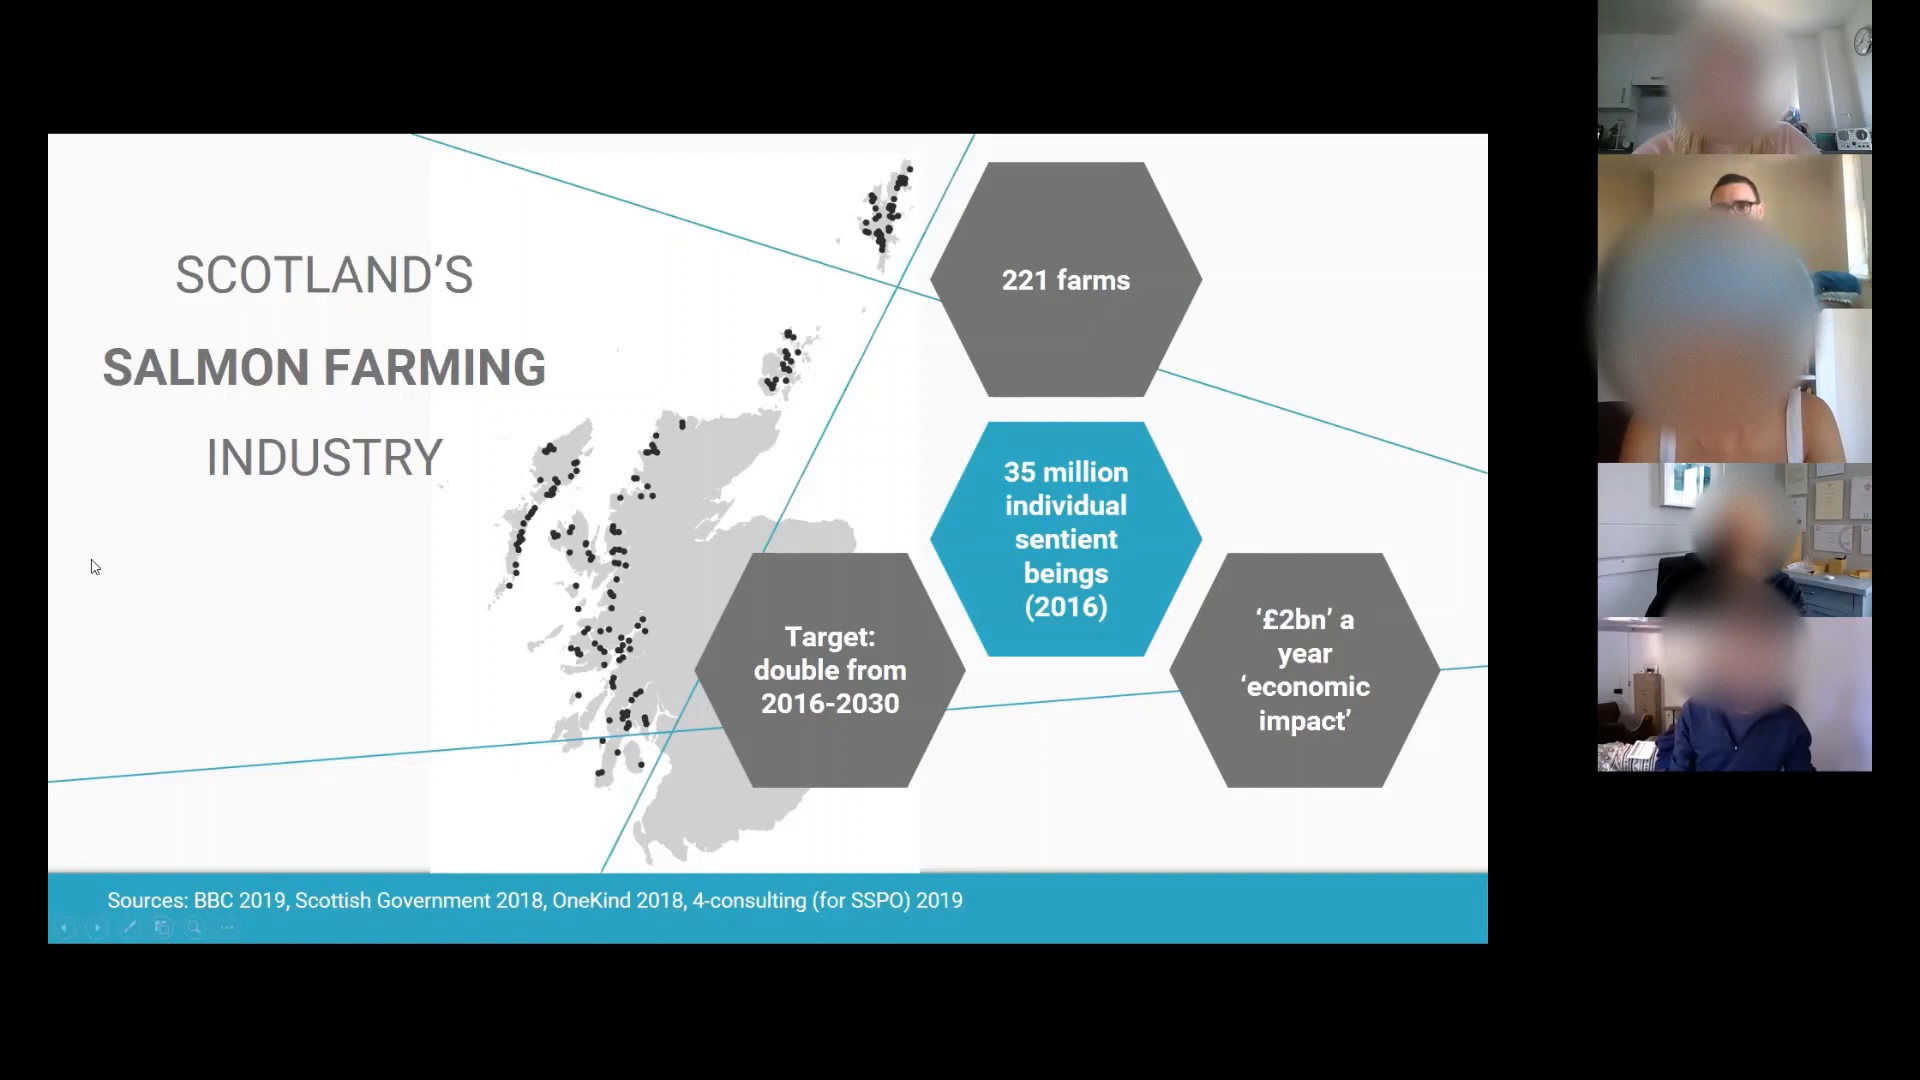 SCOTLAND’S
SALMON FARMING
INDUSTRY
221 farms
35 million
individual
sentient
beings
(2016)
Target:
double from
2016-2030
‘£2bn’ a
year
‘economic
impact’
Sources: BBC 2019, Scottish Government 2018, OneKind 2018, 4-consulting (for SSPO) 2019